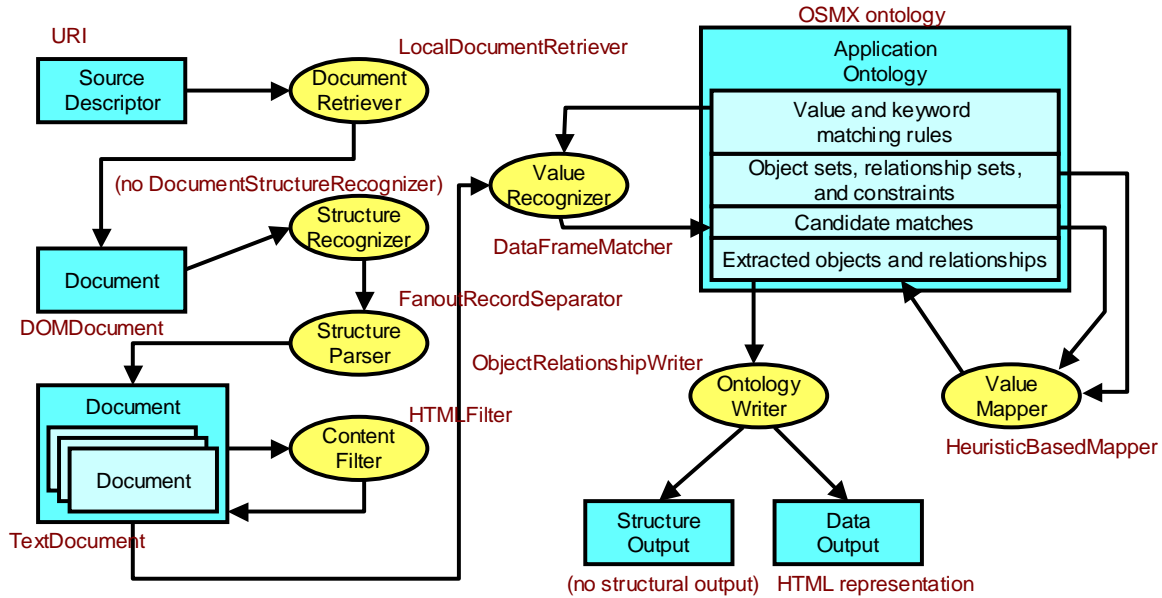 URI
Source
Descriptor
LocalDocumentRetriever
Document
Retriever
OSMX ontology
Application
Ontology
Value and keyword
matching rules
Object sets, relationship sets,
and constraints
Candidate matches
Extracted objects and relationships
(no DocumentStructureRecognizer)
Structure
Recognizer
Value
Recognizer
DataFrameMatcher
Document
DOMDocument
FanoutRecordSeparator
Structure
Parser
ObjectRelationshipWriter
Ontology
Writer
Value
Mapper
HeuristicBasedMapper
Document
Document
TextDocument
HTMLFilter
Content
Filter
Structure
Output
(no structural output)
Data
Output
HTML representation